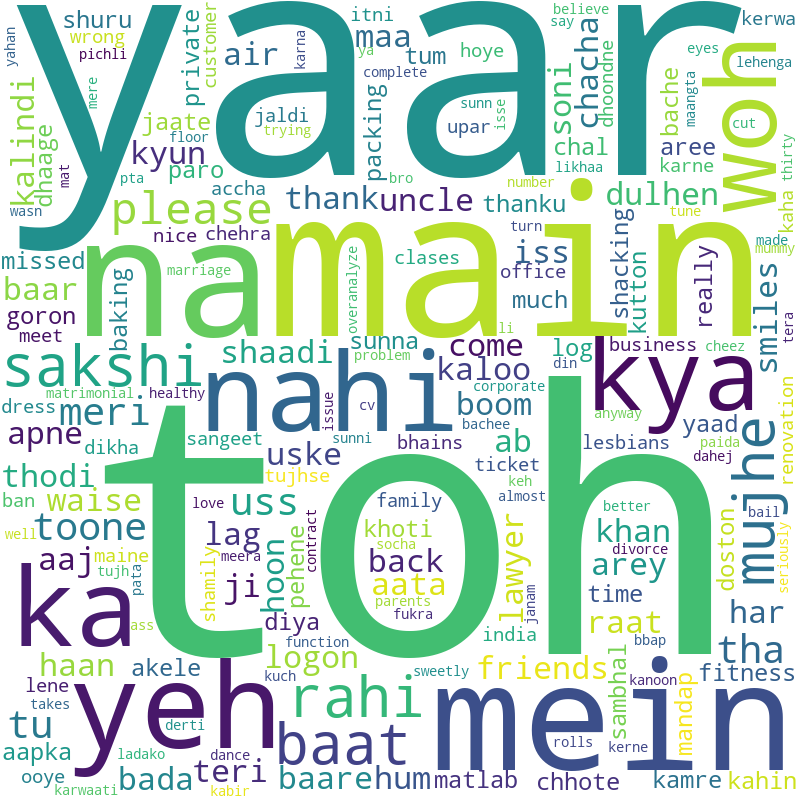 yaar
toh
main
na
nahi
kya
yeh
mein
ka
woh
sakshi
rahi
baat
mujhe
please
uncle
thank
thanku
dulhen
shuru
wrong
pichli
yahan
air
private
customer
karna
itni
maa
ya
complete
tum
hoye
believe
say
kerwa
eyes
lehenga
kalindi
dhaage
mere
mat
jaate
floor
jaldi
trying
packing
upar
sunn
isse
soni
chacha
dhoondne
bache
maangta
cut
kyun
paro
pta
accha
bro
chal
likhaa
aree
karne
kaha
thirty
wasn
nice
chehra
number
turn
tune
made
mummy
missed
baar
goron
meet
baking
marriage
overanalyze
clases
iss
office
much
li
shacking
kutton
really
smiles
tera
sunna
come
log
business
cheez
shaadi
problem
kaloo
din
matrimonial
healthy
issue
cv
corporate
boom
bachee
anyway
yaad
paida
dahej
renovation
dress
meri
apne
dikha
sangeet
sunni
bhains
ab
lesbians
uske
ticket
keh
almost
better
bail
thodi
tujhse
ban
waise
uss
love
contract
family
khoti
khan
divorce
doston
seriously
well
toone
lag
socha
back
lawyer
arey
aaj
maine
tujh
pata
shamily
meera
ji
hoon
pehene
aata
parents
time
har
ass
diya
fukra
india
janam
raat
bbap
tha
haan
akele
logon
function
friends
sambhal
kanoon
fitness
lene
takes
kuch
sweetly
mandap
tu
derti
rolls
kerne
aapka
ladako
dance
ooye
bada
teri
baare
hum
matlab
chhote
kamre
kahin
karwaati
kabir